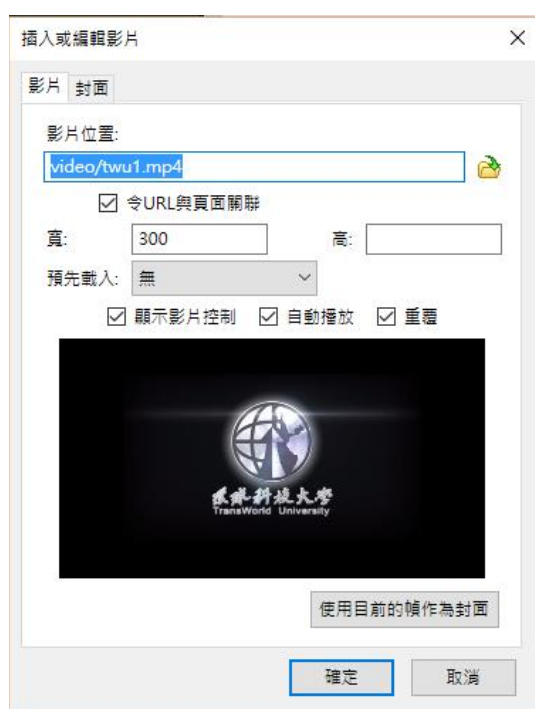 插入或編輯影片
影片 封面
影片位置:
video/twu1.mp4
令URL與頁面關聯
寬: 300 高:
預先載入: 無
顯示影片控制 自動播放 重覆
環球科技大學
TransWorld University
使用目前的幀作為封面
確定 取消